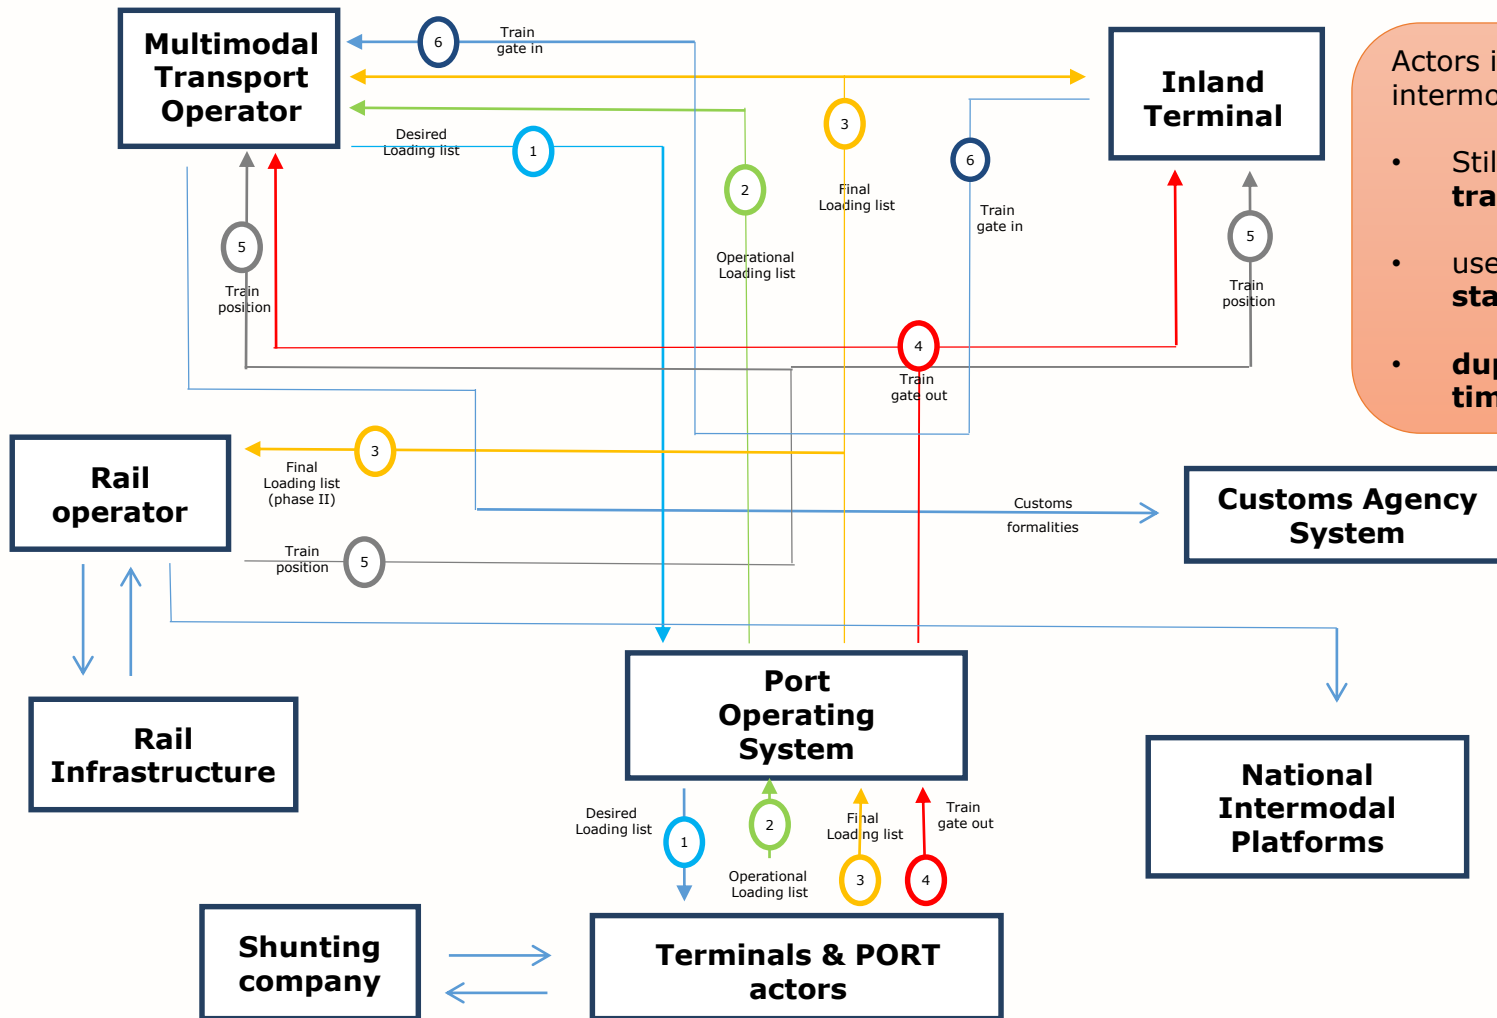 Multimodal
Transport
Operator
6
Train
gate in
Inland
Terminal
Actors i
intermo
Desired
Loading list
1
3
Final
Loading list
2
Operational
Loading list
6
Train
gate in
5
Train
position
5
Train
position
4
Train
gate out
•
•
use
sta
•
dup
tim
Rail
operator
3
Final
Loading list
(phase II)
Train
position
5
Customs
formalities
Customs Agency
System
Rail
Infrastructure
Port
Operating
System
National
Intermodal
Platforms
Desired
Loading list
1
2
Operational
Loading list
Final
Loading list
3
Train
gate out
4
Shunting
company
Terminals & PORT
actors